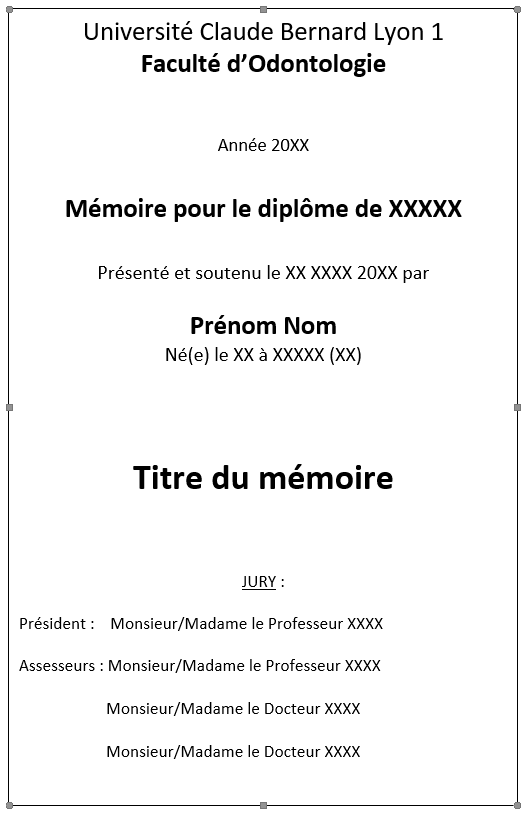 Université Claude Bernard Lyon 1
Faculté d’Odontologie
Année 20XX
Mémoire pour le diplôme de XXXXX
Présenté et soutenu le XX XXXX 20XX par
Prénom Nom
Né(e) le XX à XXXXX (XX)
Titre du mémoire
JURY :
Président : Monsieur/Madame le Professeur XXXX
Assesseurs : Monsieur/Madame le Professeur XXXX
Monsieur/Madame le Docteur XXXX
Monsieur/Madame le Docteur XXXX